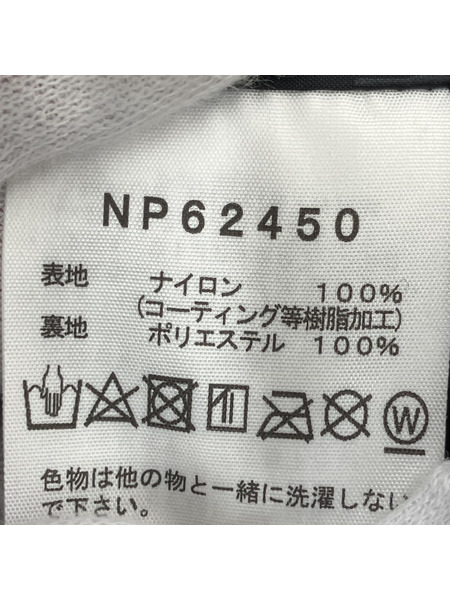 NP62450
表地 ナイロン 100%
(コーティング等樹脂加工)
裏地 ポリエステル 100%
W
色物は他の物と一緒に洗濯しない
で下さい。